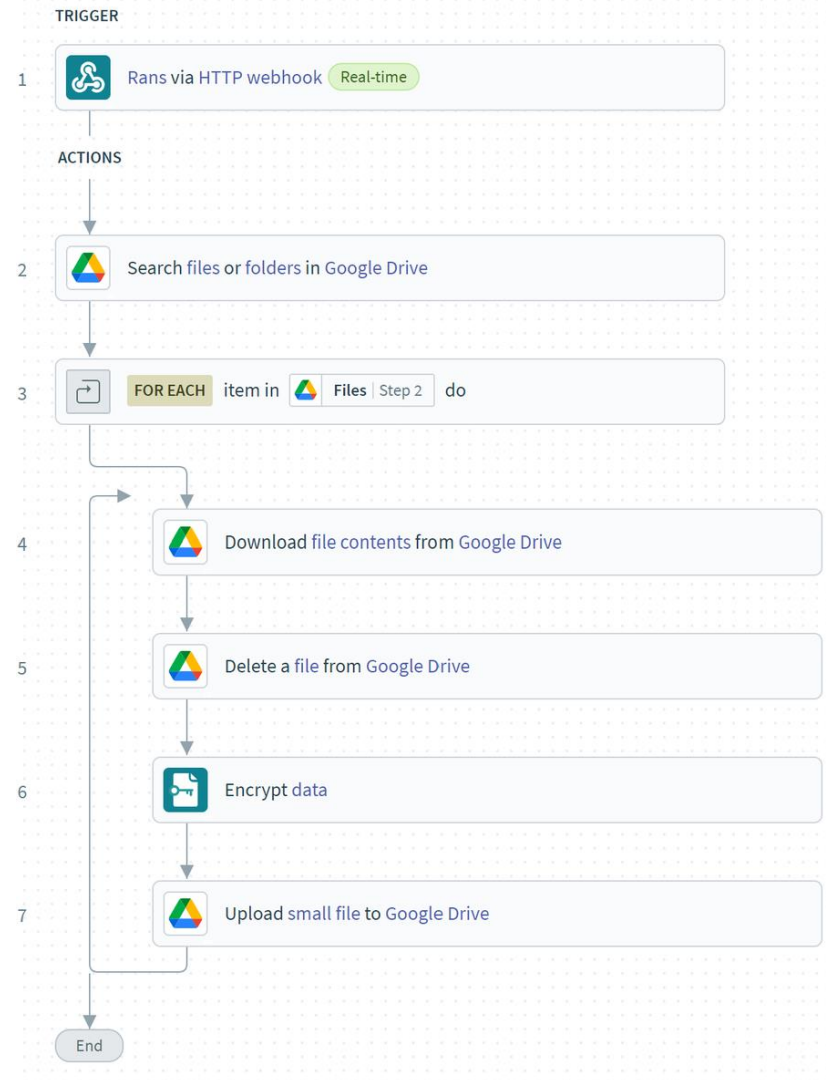 TRIGGER
1 Rans via HTTP webhook Real-time
ACTIONS
2 Search files or folders in Google Drive
3 FOR EACH item in Files Step 2 do
4 Download file contents from Google Drive
5 Delete a file from Google Drive
6 Encrypt data
7 Upload small file to Google Drive
End